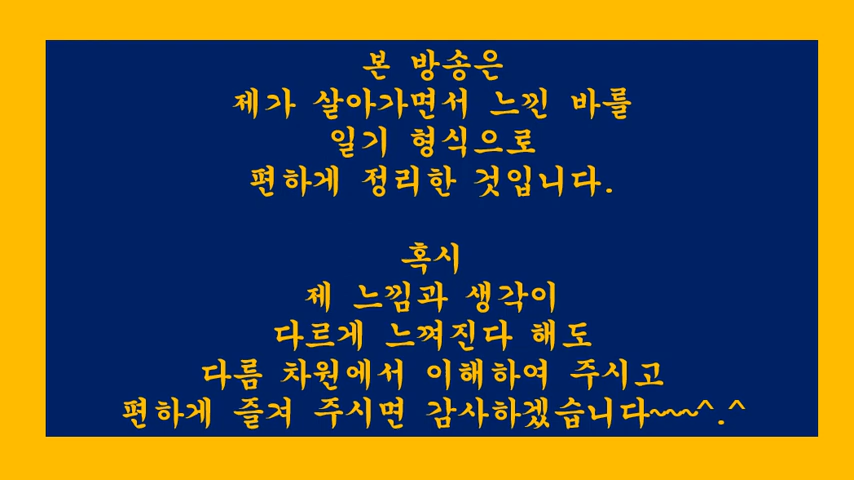 본 방송은
제가 살아가면서 느낀 바를
일기 형식으로
편하게 정리한 것입니다.
혹시
제 느낌과 생각이
다르게 느껴진다 해도
다름 차원에서 이해하여 주시고
편하게 즐겨 주시면 감사하겠습니다~~~^.^